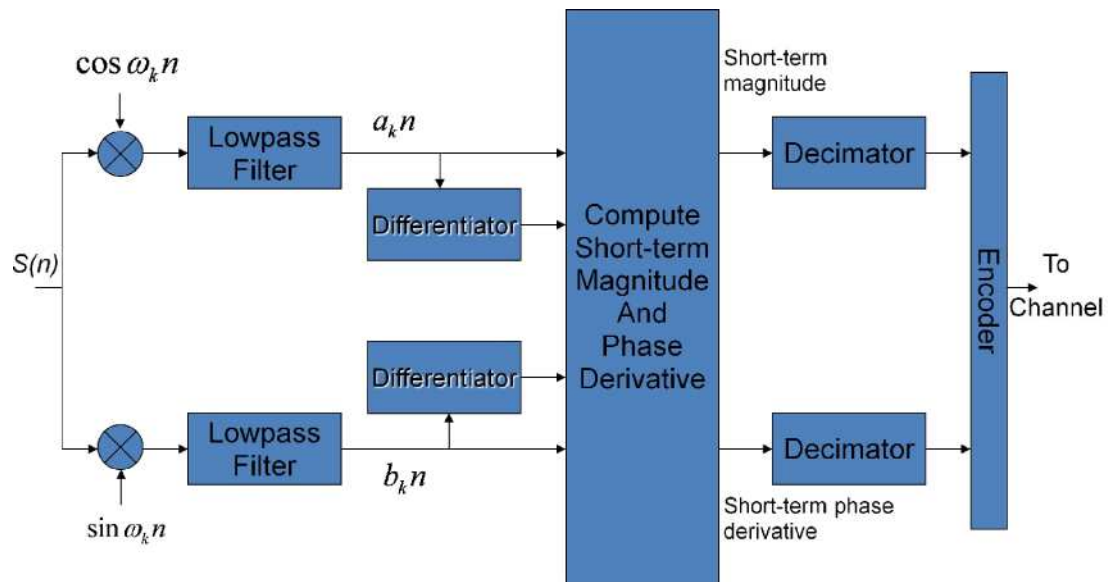 cos ωₖn
Lowpass
Filter
aₖn
Differentiator
S(n)
Differentiator
Lowpass
Filter
bₖn
sin ωₖn
Compute
Short-term
Magnitude
And
Phase
Derivative
Short-term
magnitude
Decimator
Decimator
Short-term phase
derivative
Encoder
To
Channel